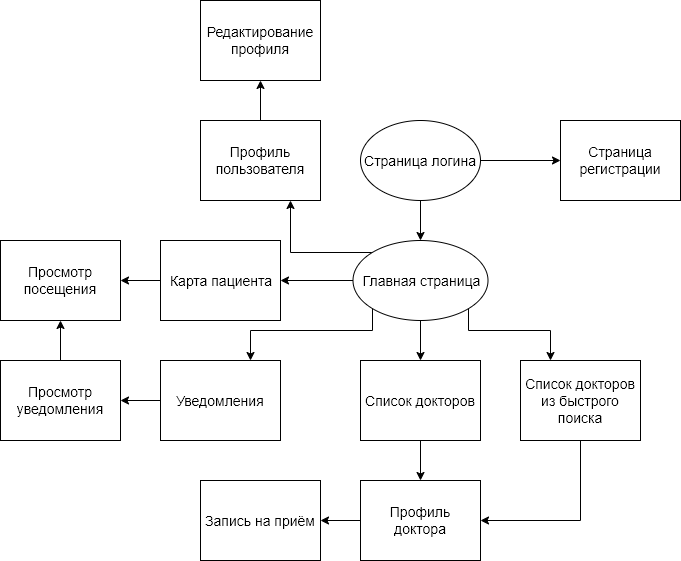 Редактирование
профиля
Профиль
пользователя
Страница логина
Страница
регистрации
Просмотр
посещения
Карта пациента
Главная страница
Просмотр
уведомления
Уведомления
Список докторов
Список докторов
из быстрого
поиска
Запись на приём
Профиль
доктора